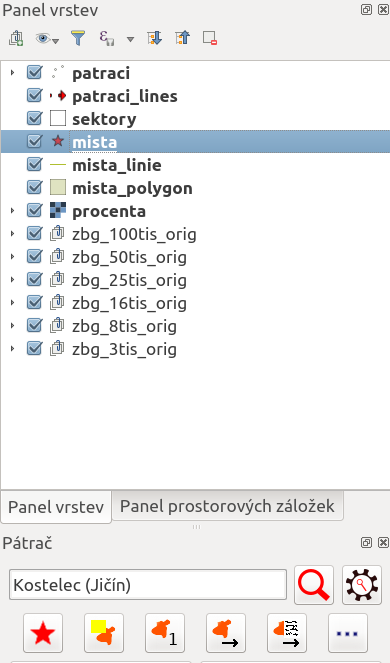 Panel vrstev
patraci
patraci_lines
sektory
mista
mista_linie
mista_polygon
procenta
zbg_100tis_orig
zbg_50tis_orig
zbg_25tis_orig
zbg_16tis_orig
zbg_8tis_orig
zbg_3tis_orig
Panel vrstev Panel prostorových záložek
Pátrač
Kostelec (Jičín)
1